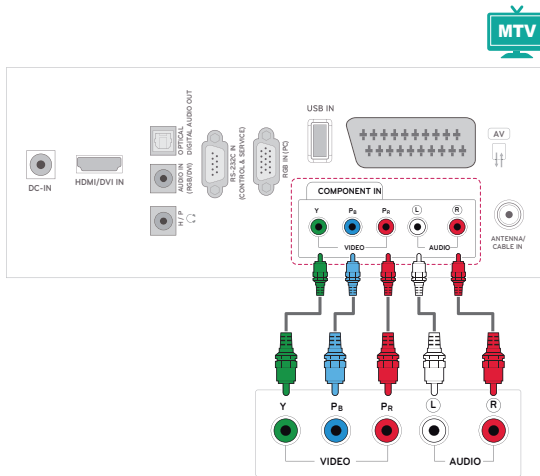 MTV
USB IN
OPTICAL
DIGITAL AUDIO OUT
AUDIO IN
(RGB/DVI)
H / P
RS-232C IN
(CONTROL & SERVICE)
RGB IN (PC)
AV
DC-IN
HDMI/DVI IN
COMPONENT IN
Y PB PR L R
VIDEO AUDIO
ANTENNA/
CABLE IN
Y PB PR L R
VIDEO AUDIO